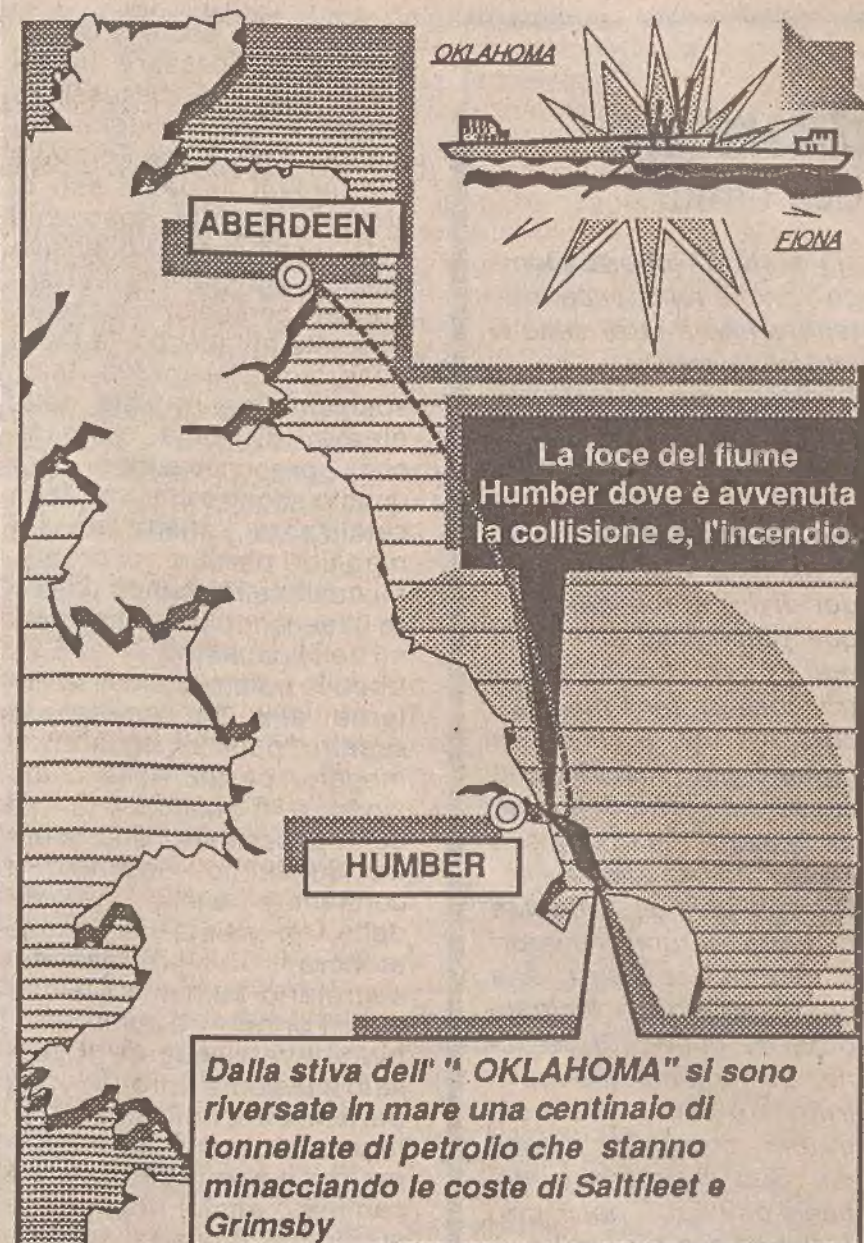 OKLAHOMA
FIONA
ABERDEEN
La foce del fiume
Humber dove è avvenuta
la collisione e, l'incendio.
HUMBER
Dalla stiva dell' " OKLAHOMA" si sono
riversate in mare una centinaio di
tonnellate di petrolio che stanno
minacciando le coste di Saltfleet e
Grimsby